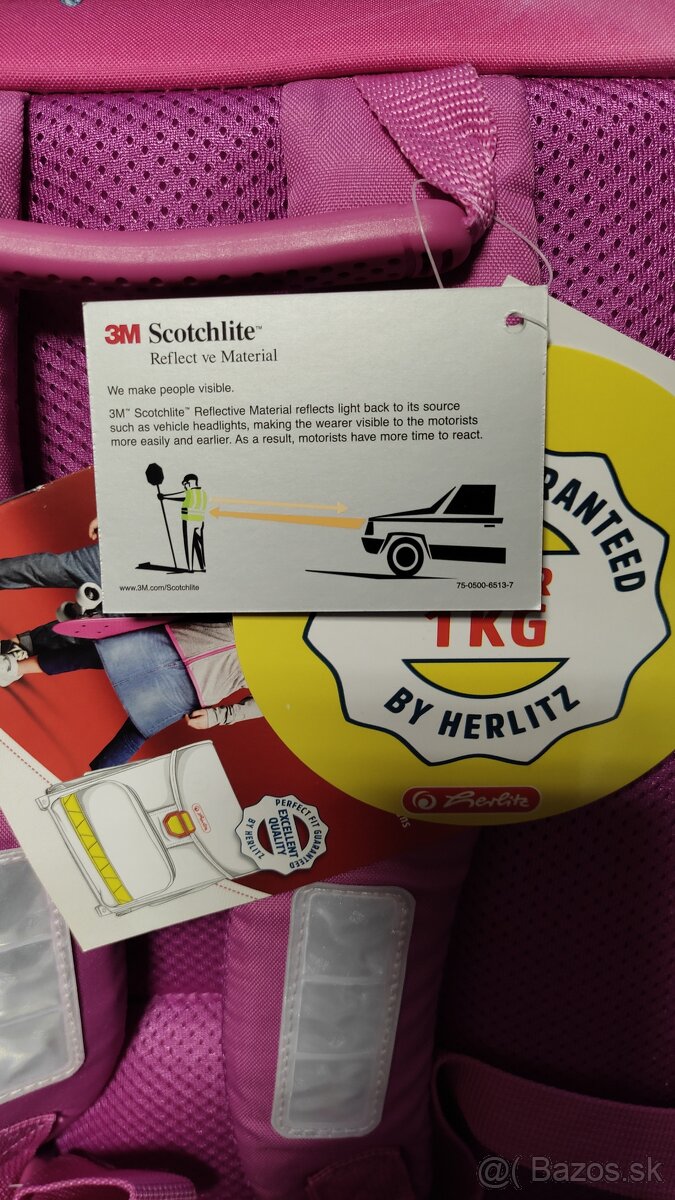 3M Scotchlite™
Reflect ve Material
We make people visible.
3M™ Scotchlite™ Reflective Material reflects light back to its source
such as vehicle headlights, making the wearer visible to the motorists
more easily and earlier. As a result, motorists have more time to react.
www.3M.com/Scotchlite
75-0500-6513-7
1 KG
BY HERLITZ
herlitz
herlitz
PERFECT FIT GUARANTEED
EXCELLENT
QUALITY
BY HERLITZ
@( Bazos.sk